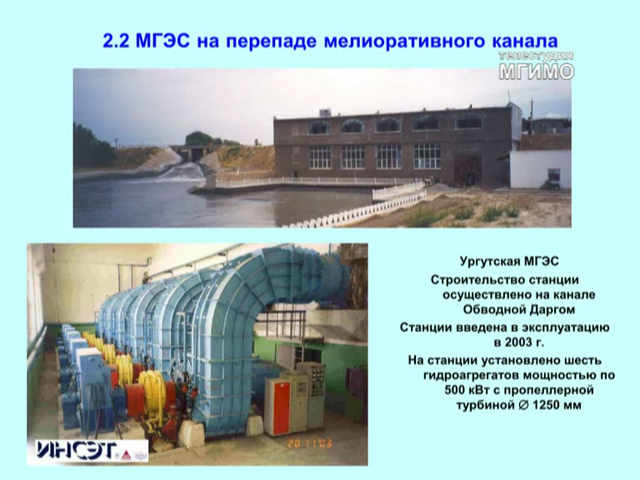 2.2 МГЭС на перепаде мелиоративного канала
телестудия
МГИМО
Ургутская МГЭС
Строительство станции
осуществлено на канале
Обводной Даргом
Станции введена в эксплуатацию
в 2003 г.
На станции установлено шесть
гидроагрегатов мощностью по
500 кВт с пропеллерной
турбиной ∅ 1250 мм
ИНСЭТ
20.11.03